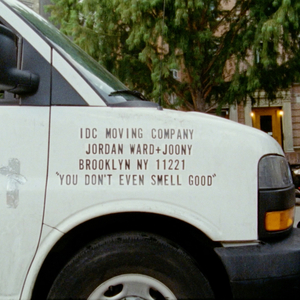 IDC MOVING COMPANY
JORDAN WARD+JOONY
BROOKLYN NY 11221
"YOU DON'T EVEN SMELL GOOD"